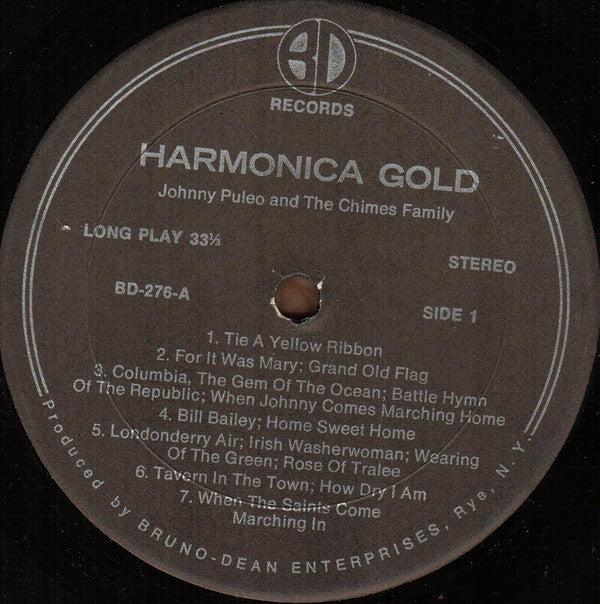 BD
RECORDS
HARMONICA GOLD
Johnny Puleo and The Chimes Family
LONG PLAY 33⅓
STEREO
BD-276-A
SIDE 1
1. Tie A Yellow Ribbon
2. For It Was Mary; Grand Old Flag
3. Columbia, The Gem Of The Ocean; Battle Hymn
Of The Republic; When Johnny Comes Marching Home
4. Bill Bailey; Home Sweet Home
5. Londonderry Air; Irish Washerwoman; Wearing
Of The Green; Rose Of Tralee
6. Tavern In The Town; How Dry I Am
7. When The Saints Come
Marching In
Produced by BRUNO-DEAN ENTERPRISES, Rye, N. Y.